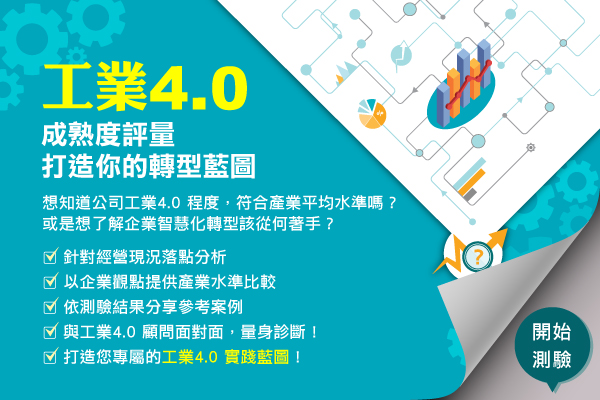 工業4.0
成熟度評量
打造你的轉型藍圖
想知道公司工業4.0 程度，符合產業平均水準嗎？
或是想了解企業智慧化轉型該從何著手？
針對經營現況落點分析
以企業觀點提供產業水準比較
依測驗結果分享參考案例
與工業4.0 顧問面對面，量身診斷！
打造您專屬的工業4.0 實踐藍圖！
?
開始
測驗